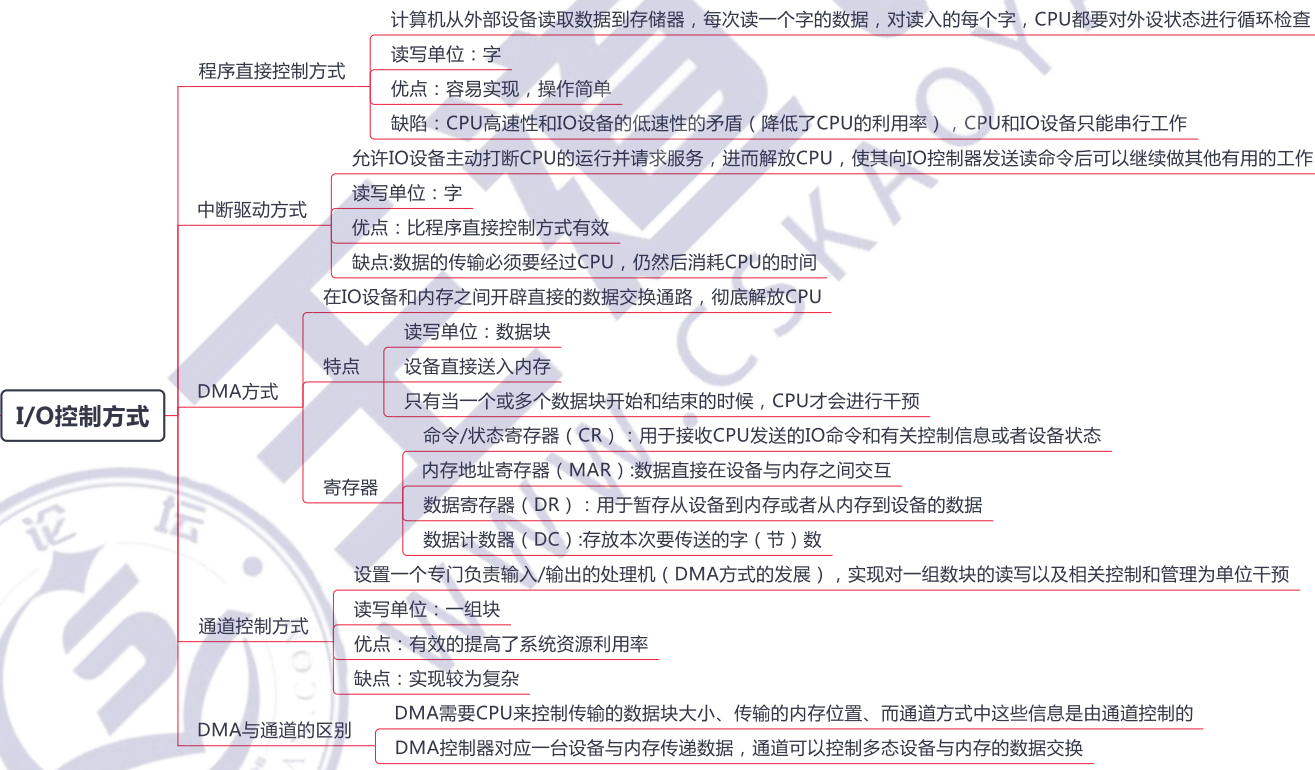 计算机从外部设备读取数据到存储器，每次读一个字的数据，对读入的每个字，CPU都要对外设状态进行循环检查
读写单位：字
程序直接控制方式
优点：容易实现，操作简单
缺陷：CPU高速性和IO设备的低速性的矛盾（降低了CPU的利用率），CPU和IO设备只能串行工作
允许IO设备主动打断CPU的运行并请求服务，进而解放CPU，使其向IO控制器发送读命令后可以继续做其他有用的工作
读写单位：字
中断驱动方式
优点：比程序直接控制方式有效
缺点:数据的传输必须要经过CPU，仍然后消耗CPU的时间
在IO设备和内存之间开辟直接的数据交换通路，彻底解放CPU
读写单位：数据块
特点
设备直接送入内存
DMA方式
只有当一个或多个数据块开始和结束的时候，CPU才会进行干预
I/O控制方式
命令/状态寄存器（CR）：用于接收CPU发送的IO命令和有关控制信息或者设备状态
内存地址寄存器（MAR）:数据直接在设备与内存之间交互
寄存器
数据寄存器（DR）：用于暂存从设备到内存或者从内存到设备的数据
数据计数器（DC）:存放本次要传送的字（节）数
设置一个专门负责输入/输出的处理机（DMA方式的发展），实现对一组数块的读写以及相关控制和管理为单位干预
读写单位：一组块
通道控制方式
优点：有效的提高了系统资源利用率
缺点：实现较为复杂
DMA需要CPU来控制传输的数据块大小、传输的内存位置、而通道方式中这些信息是由通道控制的
DMA与通道的区别
DMA控制器对应一台设备与内存传递数据，通道可以控制多态设备与内存的数据交换
王道
WWW.CSKAOY
论坛